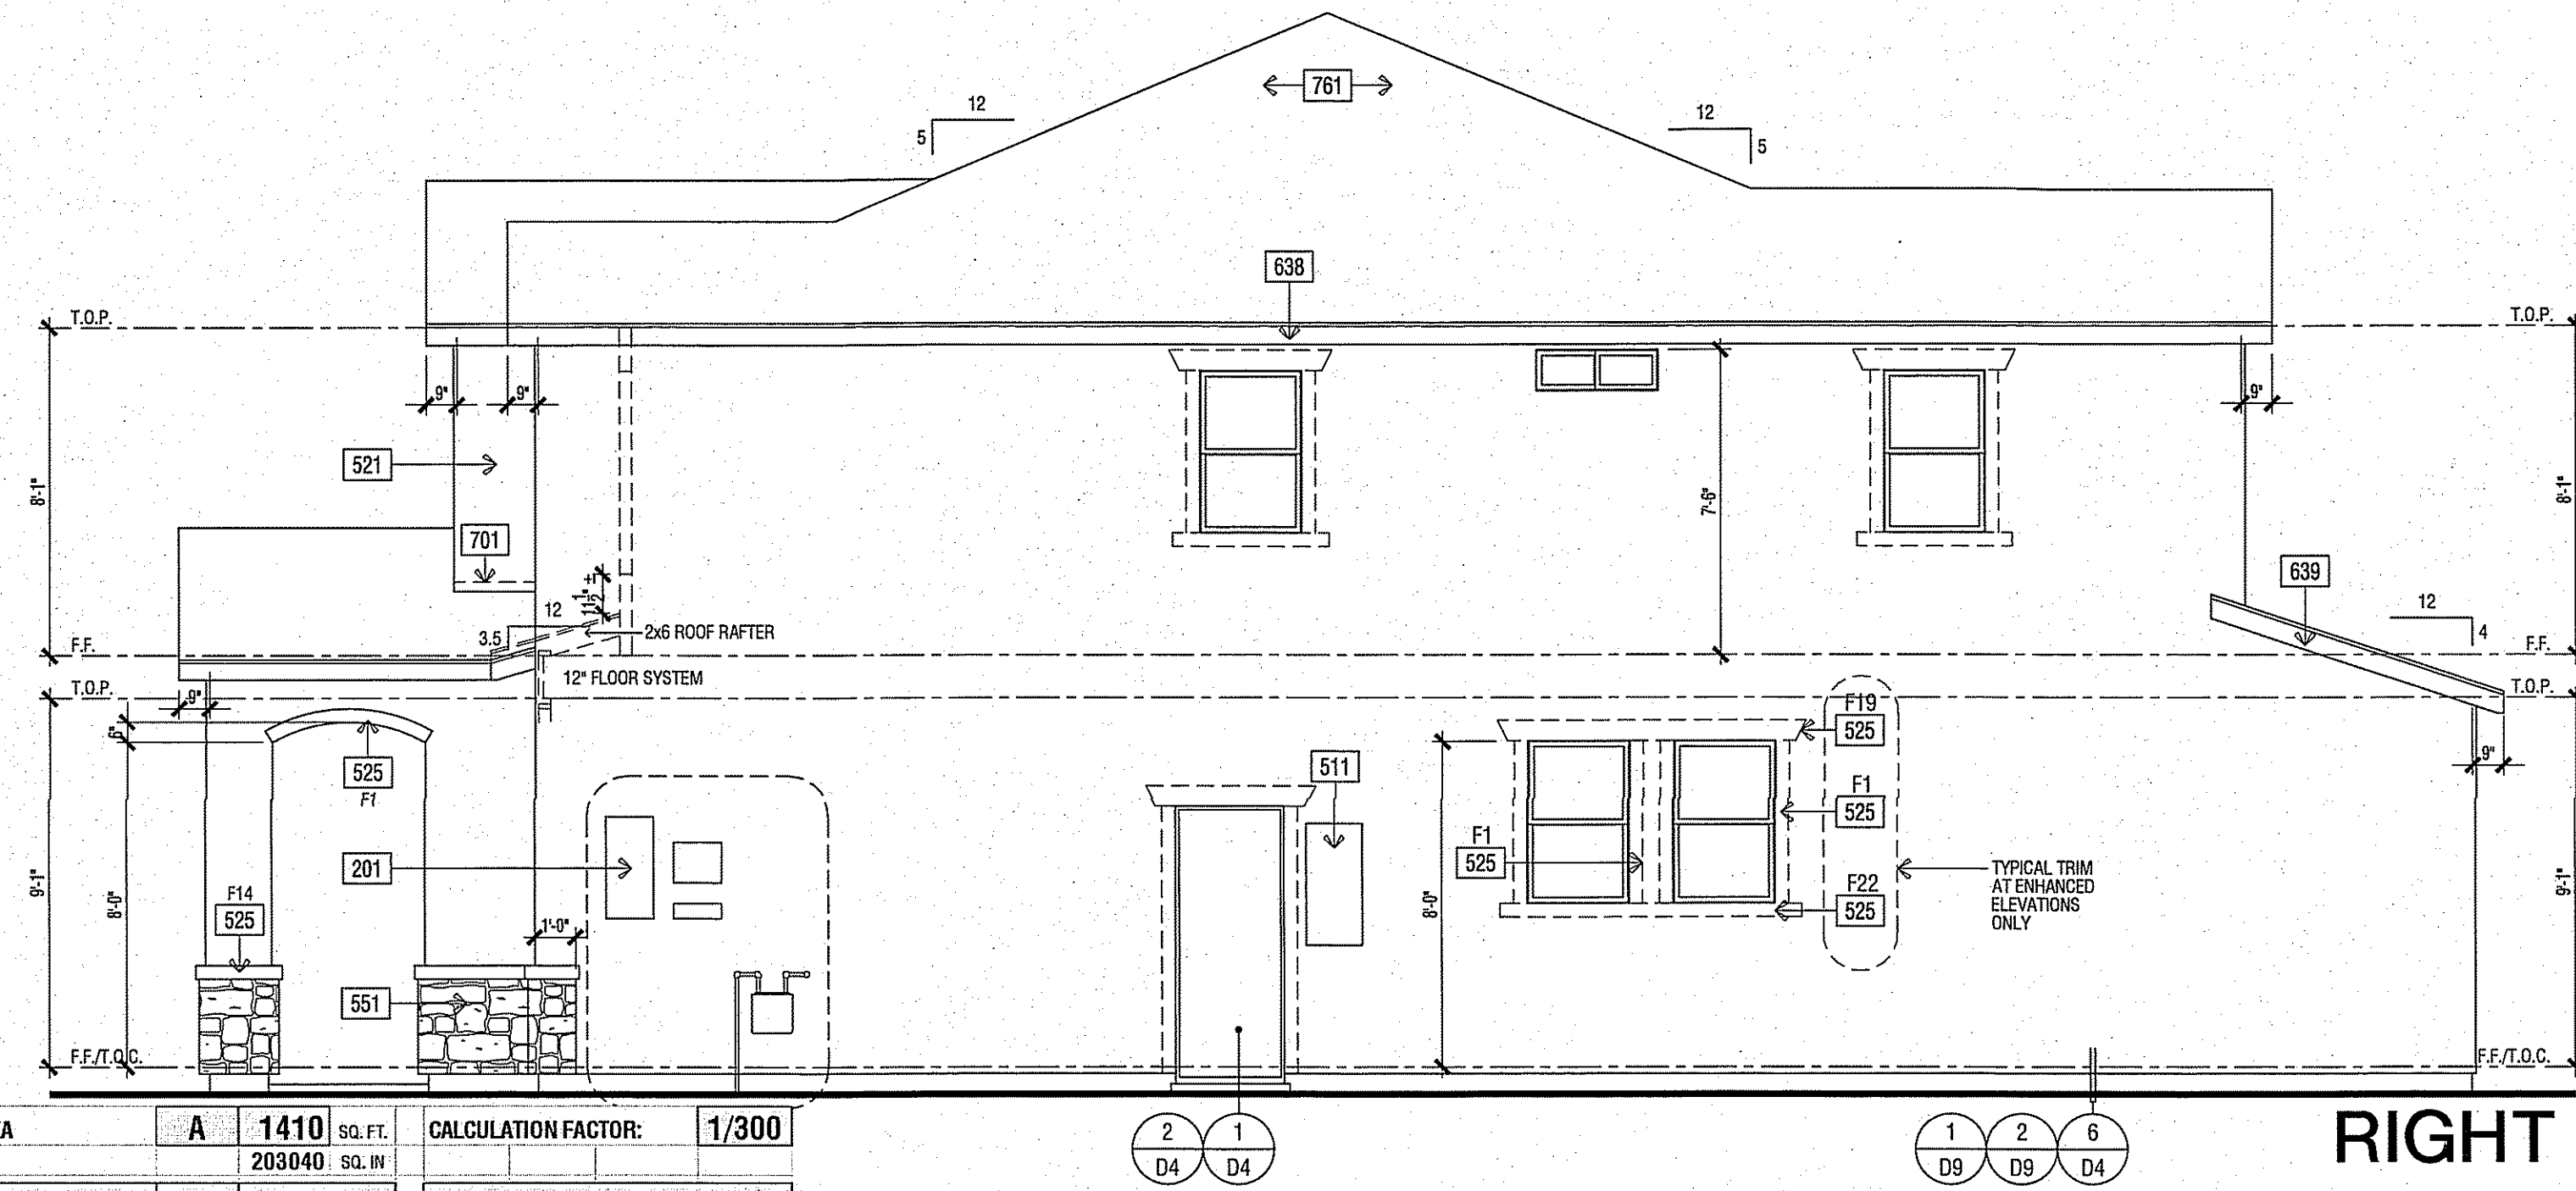 761
12
5
12
5
638
T.O.P.
T.O.P.
9"
9"
9"
521
8'-1"
7'-6"
8'-1"
701
639
12
11 1/2" ±
12
4
3.5
2x6 ROOF RAFTER
F.F.
F.F.
12" FLOOR SYSTEM
T.O.P.
T.O.P.
9"
6"
F19
525
9"
525
F1
511
F1
525
F1
525
201
TYPICAL TRIM
AT ENHANCED
ELEVATIONS
ONLY
9'-1"
8'-0"
F14
525
8'-0"
F22
525
9'-1"
1'-0"
551
F.F./T.O.C.
F.F./T.O.C.
A
1410 SQ. FT.
CALCULATION FACTOR:
1/300
203040 SQ. IN
2
D4
1
D4
1
D9
2
D9
6
D4
RIGHT